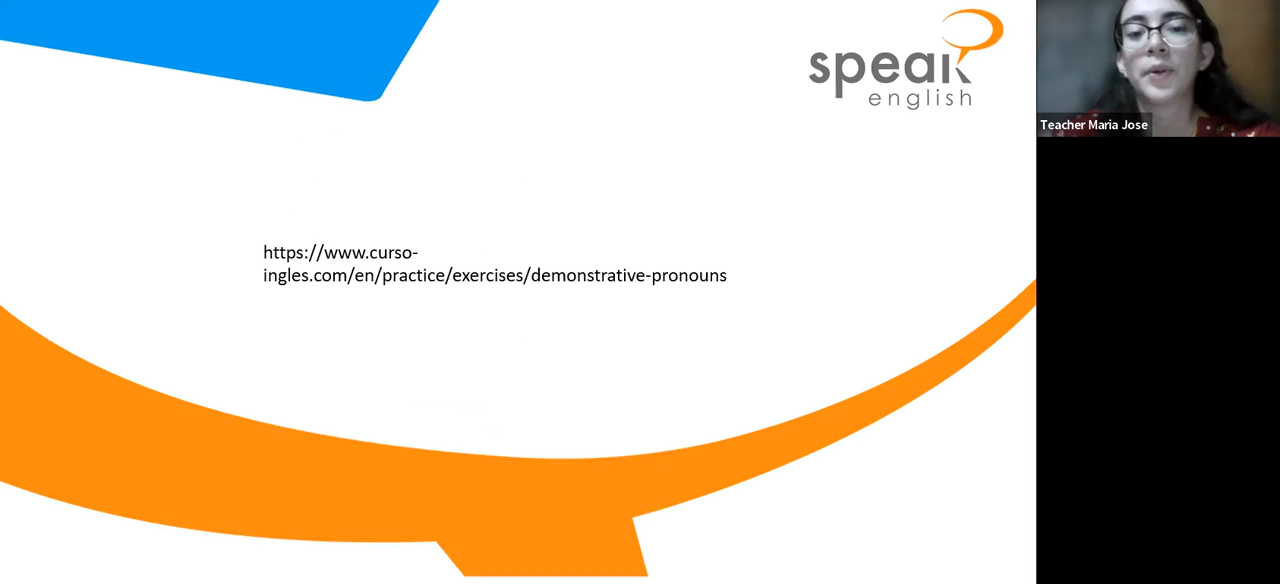 speak
english
Teacher Maria Jose
https://www.curso-
ingles.com/en/practice/exercises/demonstrative-pronouns